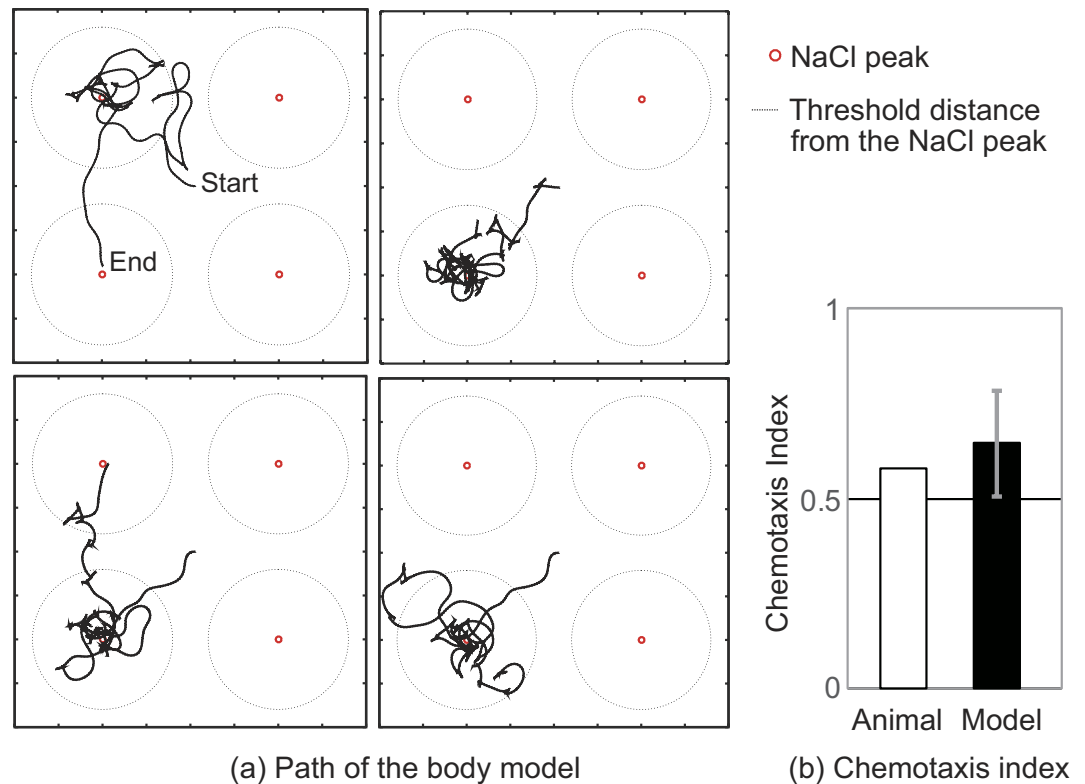 Start
End
NaCl peak
Threshold distance
from the NaCl peak
1
0.5
0
Chemotaxis Index
Animal Model
(a) Path of the body model
(b) Chemotaxis index